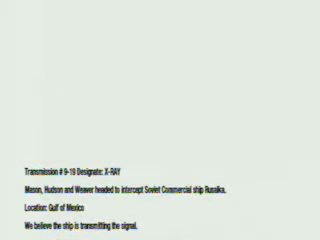 Transmission # 9-19 Designate: X-RAY
Mason, Hudson and Weaver headed to intercept Soviet Commercial ship Rusalka.
Location: Gulf of Mexico
We believe the ship is transmitting the signal.